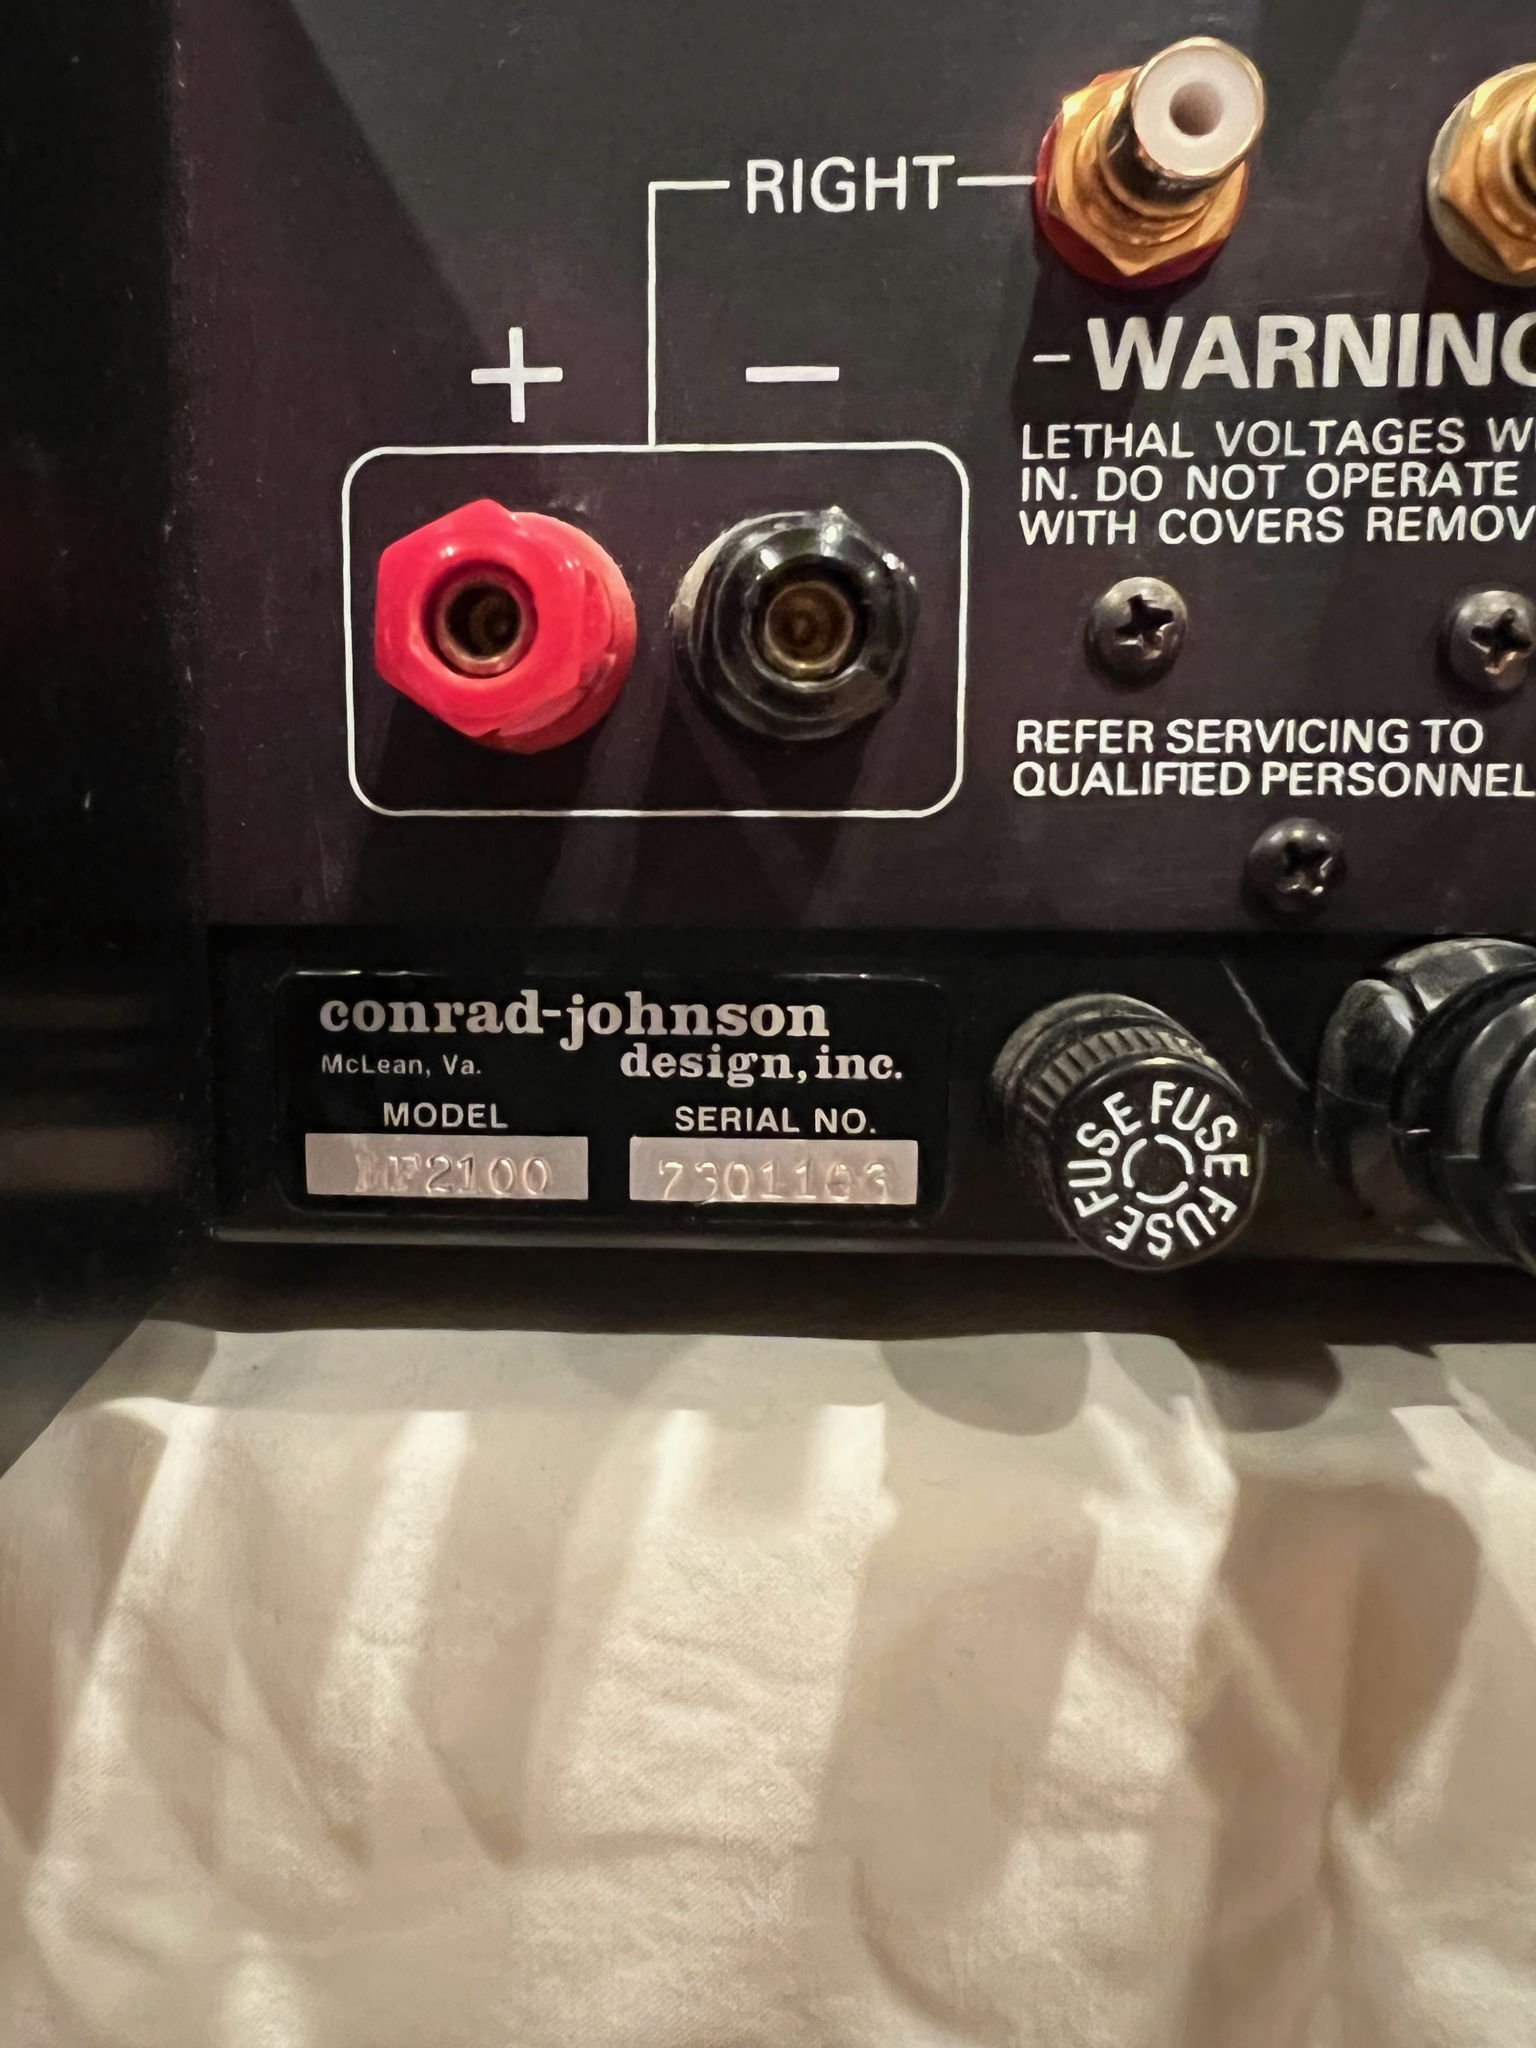 RIGHT
+ −
– WARNING
LETHAL VOLTAGES
IN. DO NOT OPERATE
WITH COVERS REMOV
REFER SERVICING TO
QUALIFIED PERSONNEL
conrad-johnson
McLean, Va. design, inc.
MODEL SERIAL NO.
MF2100
FUSE FUSE FUSE FUSE